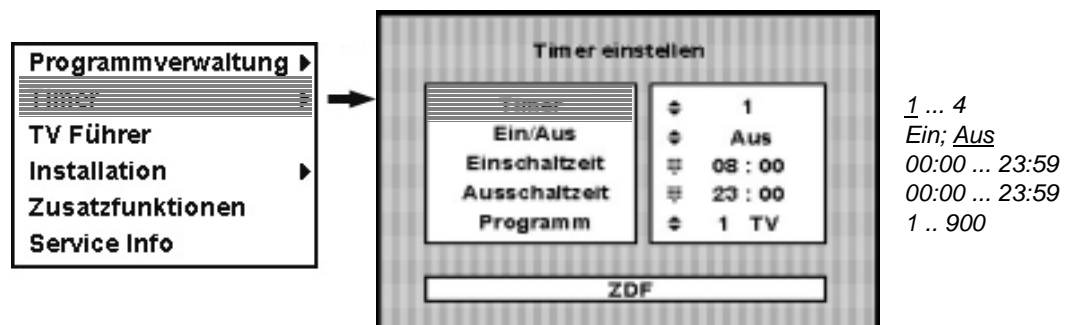 Programmverwaltung
Timer
TV Führer
Installation
Zusatzfunktionen
Service Info
Timer einstellen
Timer 1
Ein/Aus Aus
Einschaltzeit 08 : 00
Ausschaltzeit 23 : 00
Programm 1 TV
ZDF
1 ... 4
Ein; Aus
00:00 ... 23:59
00:00 ... 23:59
1 .. 900